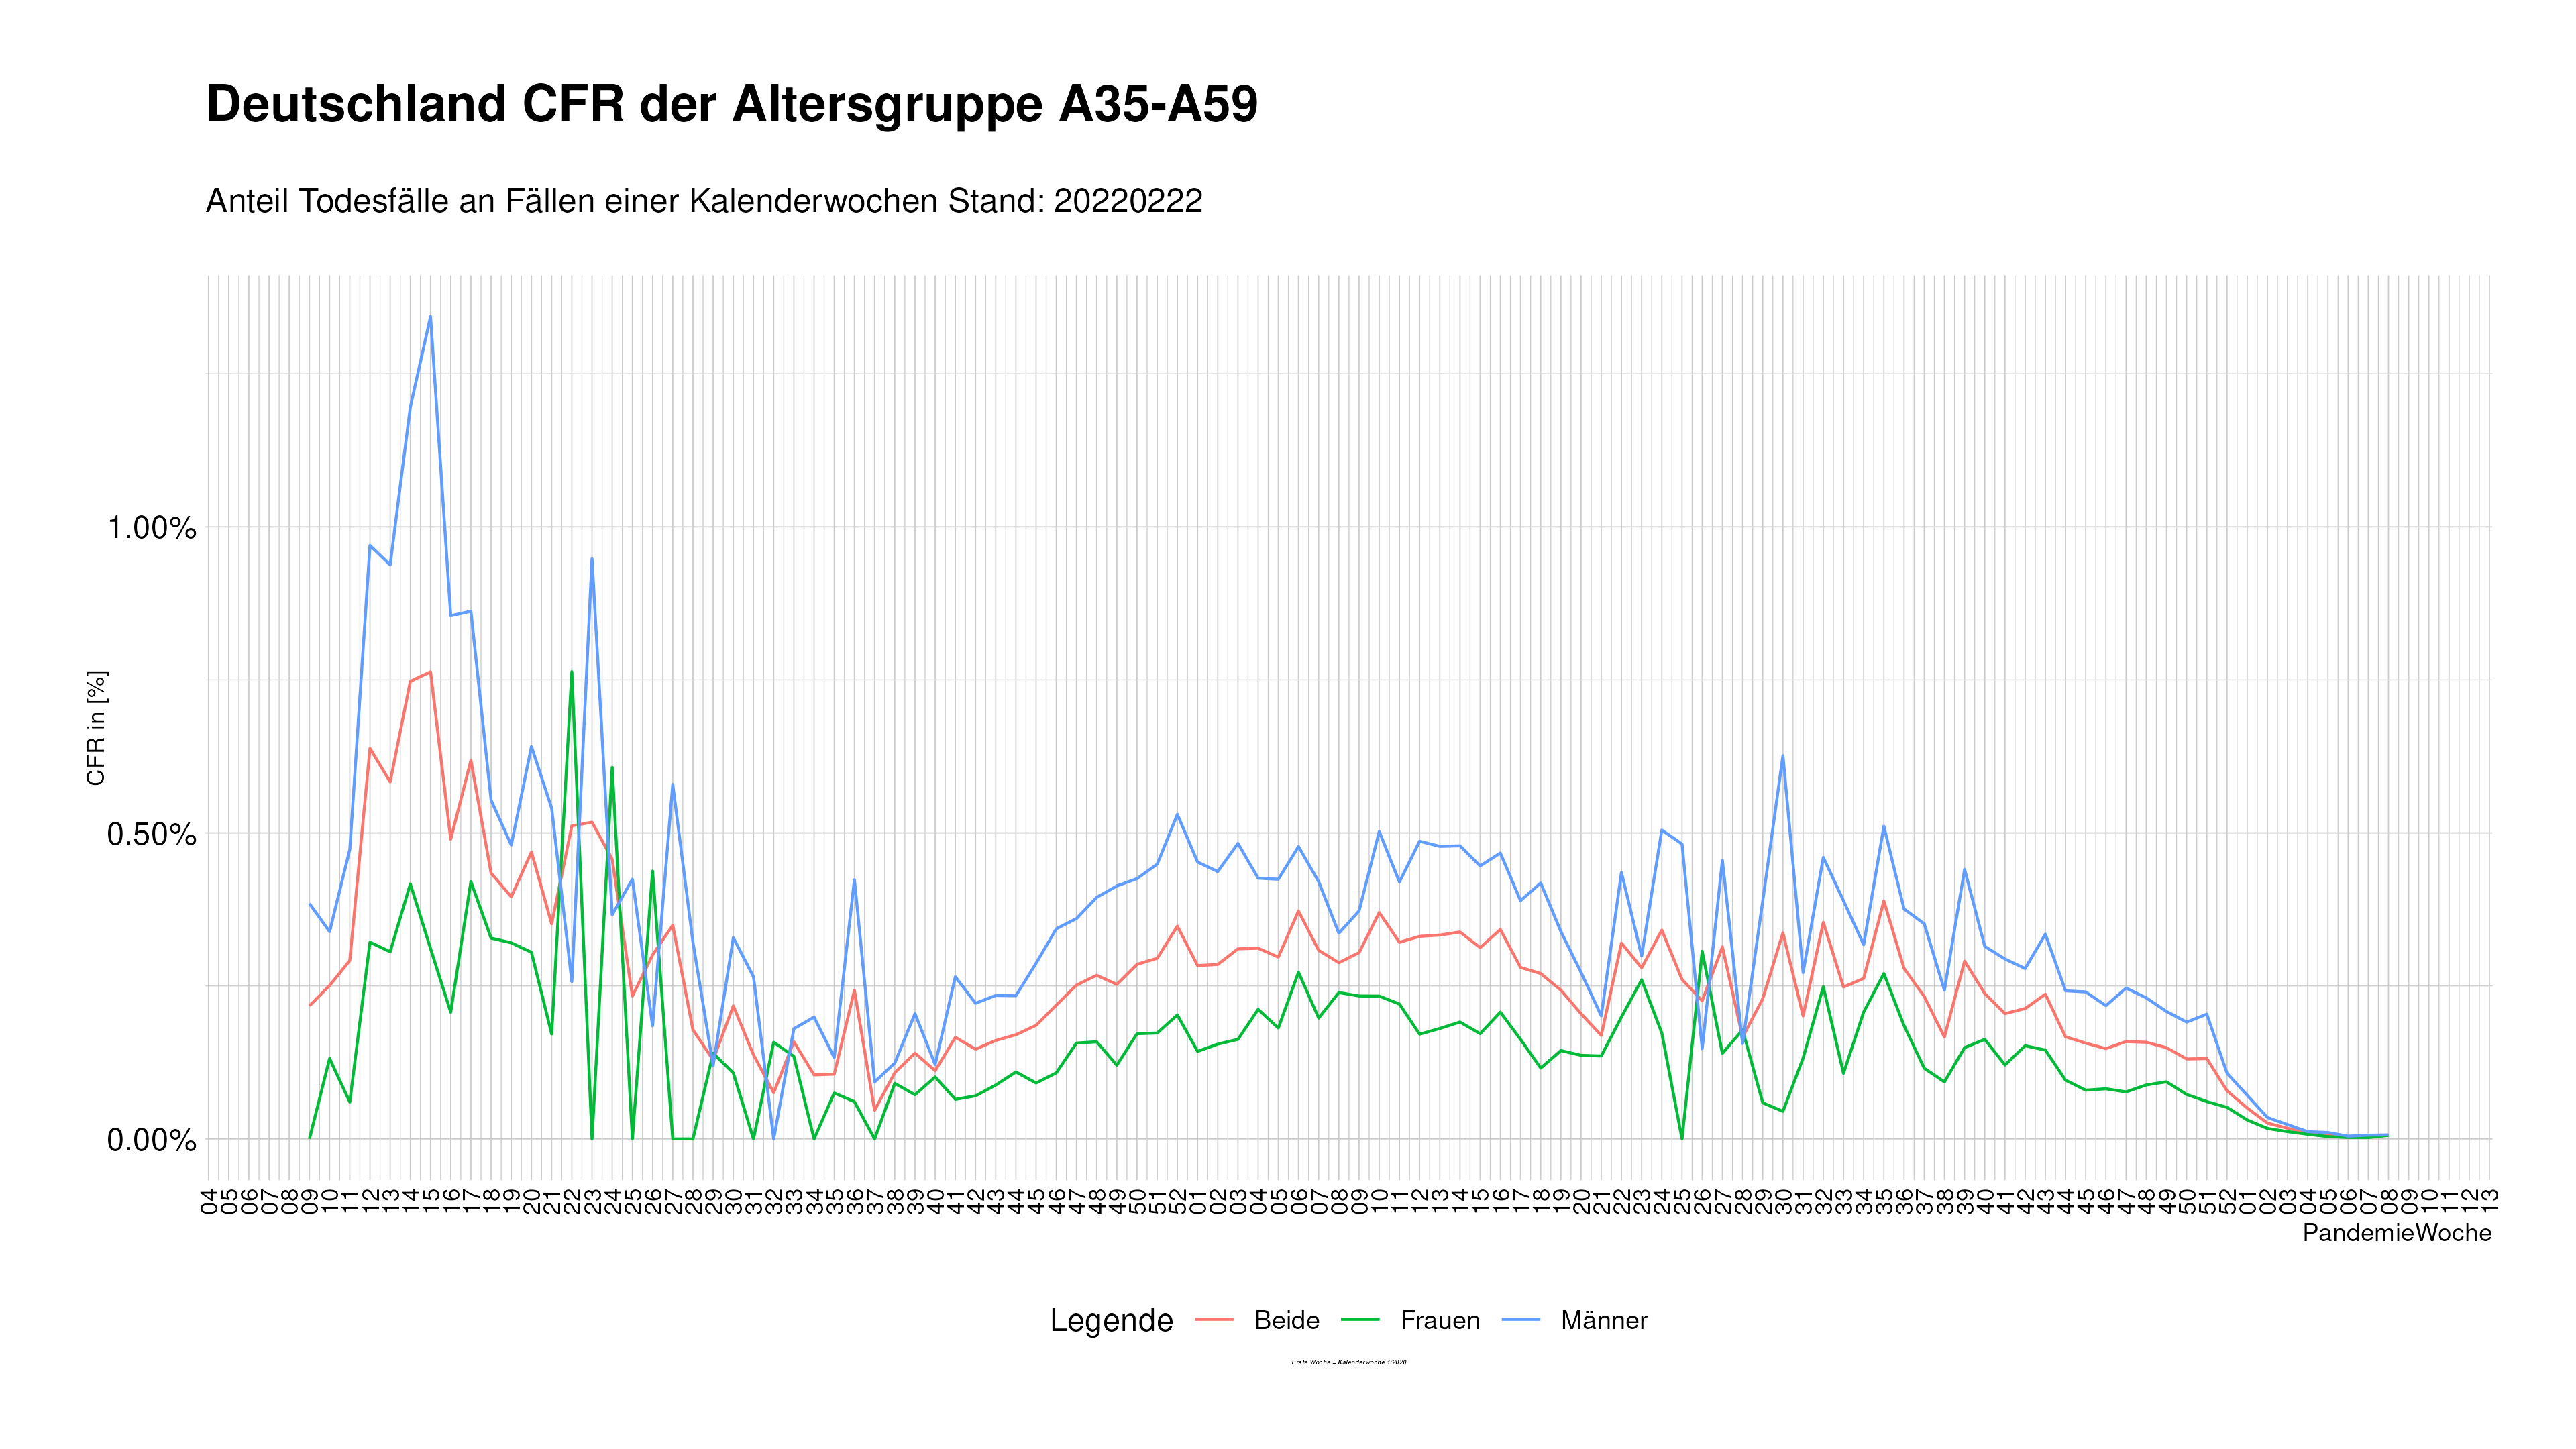 Deutschland CFR der Altersgruppe A35-A59
Anteil Todesfälle an Fällen einer Kalenderwochen Stand: 20220222
CFR in [%]
1.00%
0.50%
0.00%
04 05 06 07 08 09 10 11 12 13 14 15 16 17 18 19 20 21 22 23 24 25 26 27 28 29 30 31 32 33 34 35 36 37 38 39 40 41 42 43 44 45 46 47 48 49 50 51 52 01 02 03 04 05 06 07 08 09 10 11 12 13 14 15 16 17 18 19 20 21 22 23 24 25 26 27 28 29 30 31 32 33 34 35 36 37 38 39 40 41 42 43 44 45 46 47 48 49 50 51 52 01 02 03 04 05 06 07 08 09 10 11 12 13
PandemieWoche
Legende Beide Frauen Männer
Erste Woche = Kalenderwoche 1/2020